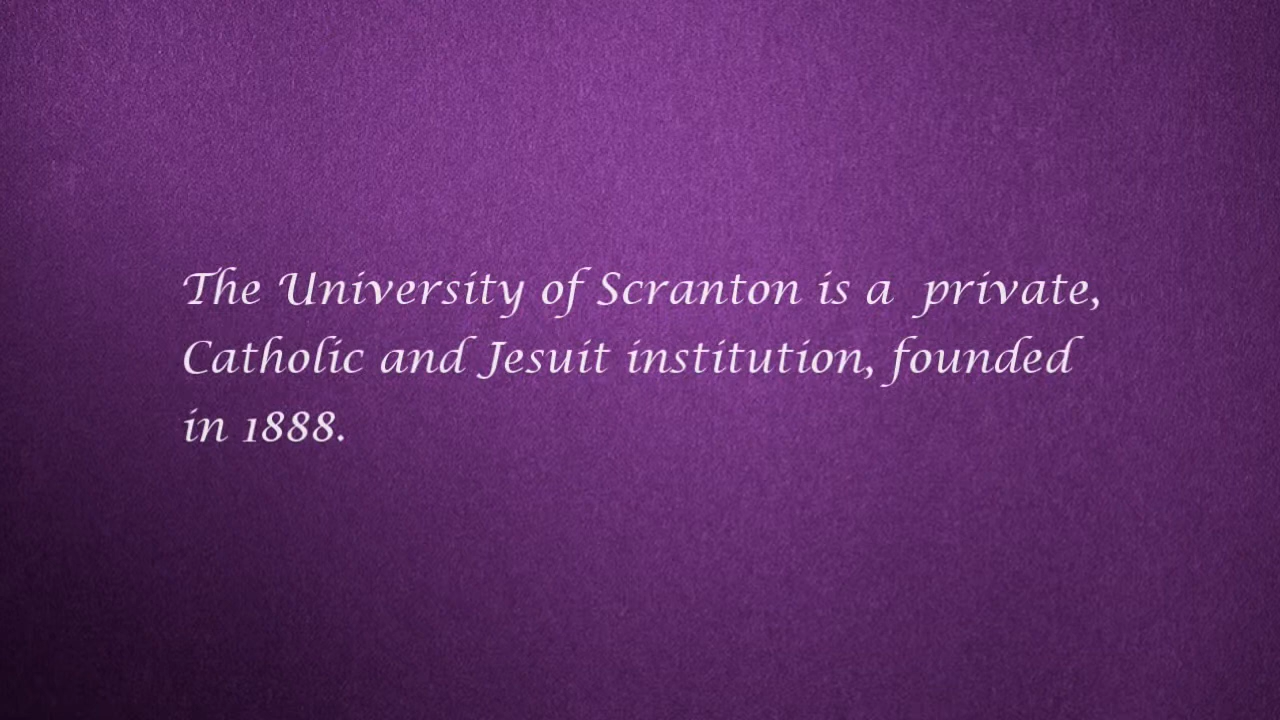 The University of Scranton is a  private,
Catholic and Jesuit institution, founded
in 1888.